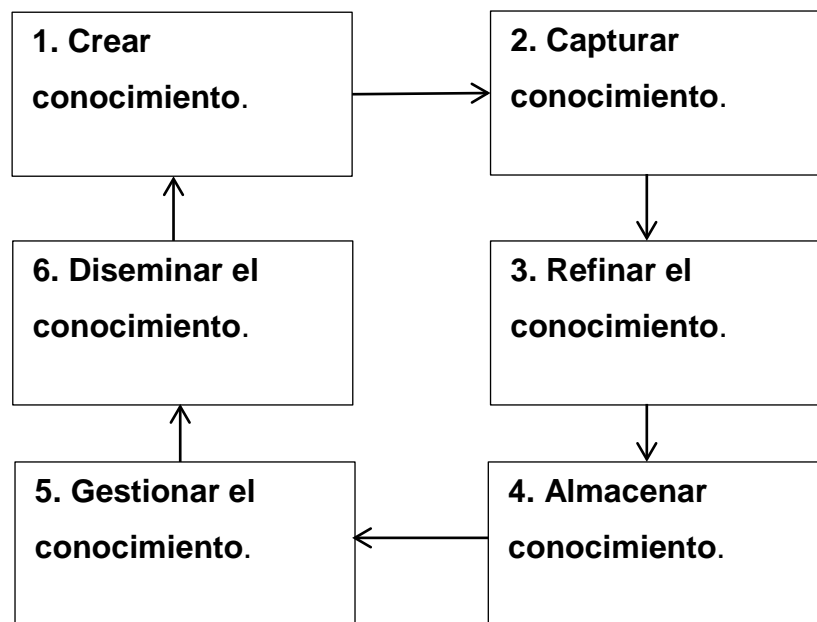 1. Crear
conocimiento.
2. Capturar
conocimiento.
3. Refinar el
conocimiento.
4. Almacenar
conocimiento.
5. Gestionar el
conocimiento.
6. Diseminar el
conocimiento.